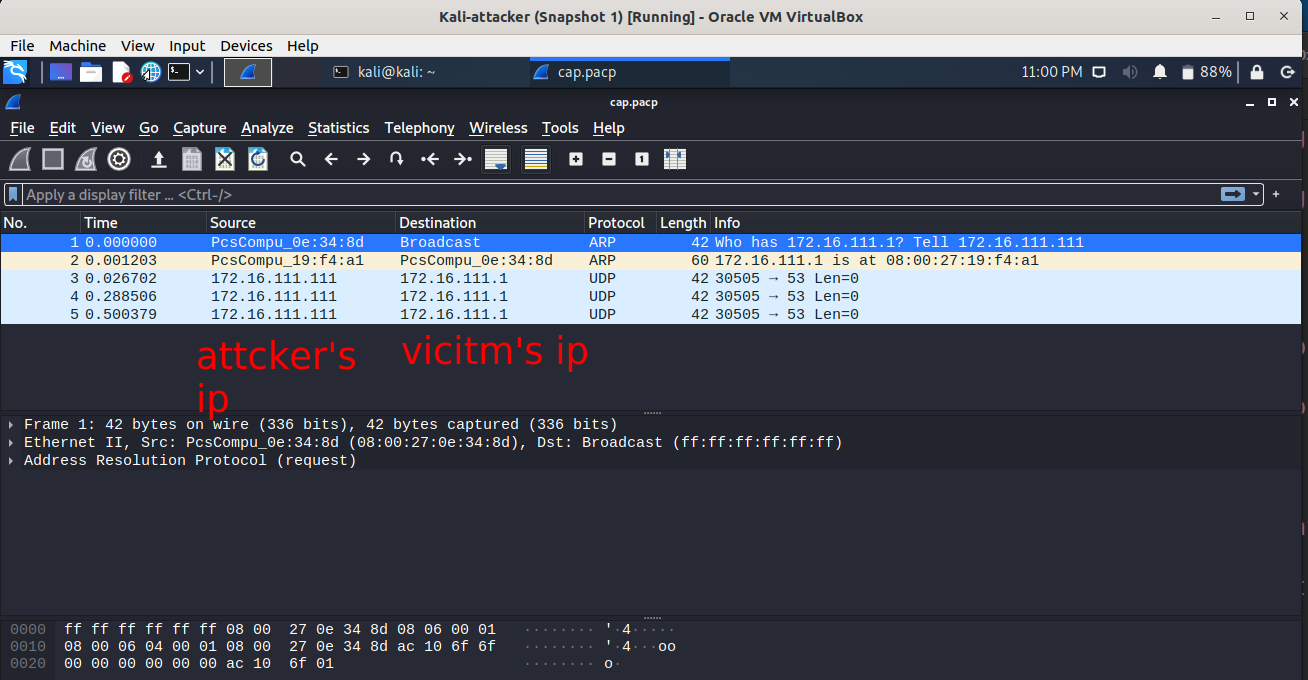 Kali-attacker (Snapshot 1) [Running] - Oracle VM VirtualBox
File Machine View Input Devices Help
kali@kali: ~ cap.pacp 11:00 PM 88%
cap.pacp
File Edit View Go Capture Analyze Statistics Telephony Wireless Tools Help
Apply a display filter ... <Ctrl-/>
No. Time Source Destination Protocol Length Info
1 0.000000 PcsCompu_0e:34:8d Broadcast ARP 42 Who has 172.16.111.1? Tell 172.16.111.111
2 0.001203 PcsCompu_19:f4:a1 PcsCompu_0e:34:8d ARP 60 172.16.111.1 is at 08:00:27:19:f4:a1
3 0.026702 172.16.111.111 172.16.111.1 UDP 42 30505 → 53 Len=0
4 0.288506 172.16.111.111 172.16.111.1 UDP 42 30505 → 53 Len=0
5 0.500379 172.16.111.111 172.16.111.1 UDP 42 30505 → 53 Len=0
attcker's
ip
vicitm's ip
Frame 1: 42 bytes on wire (336 bits), 42 bytes captured (336 bits)
Ethernet II, Src: PcsCompu_0e:34:8d (08:00:27:0e:34:8d), Dst: Broadcast (ff:ff:ff:ff:ff:ff)
Address Resolution Protocol (request)
0000 ff ff ff ff ff ff 08 00 27 0e 34 8d 08 06 00 01 ········ '·4·····
0010 08 00 06 04 00 01 08 00 27 0e 34 8d ac 10 6f 6f ········ '·4···oo
0020 00 00 00 00 00 00 ac 10 6f 01 ········ o·